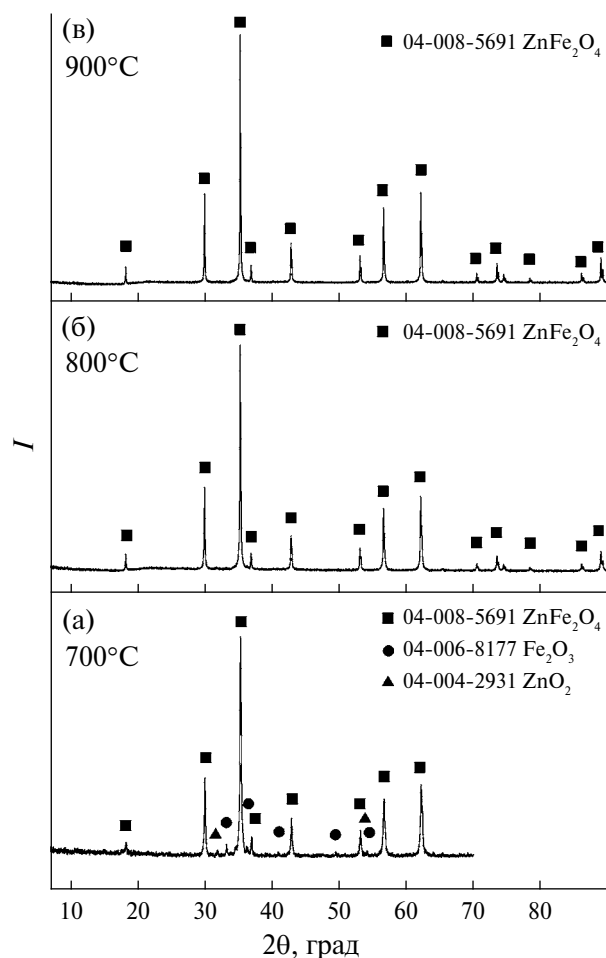 (в)
900°C
■ 04-008-5691 ZnFe₂O₄
(б)
800°C
■ 04-008-5691 ZnFe₂O₄
I
(а)
700°C
■ 04-008-5691 ZnFe₂O₄
● 04-006-8177 Fe₂O₃
▲ 04-004-2931 ZnO₂
10 20 30 40 50 60 70 80
2θ, град